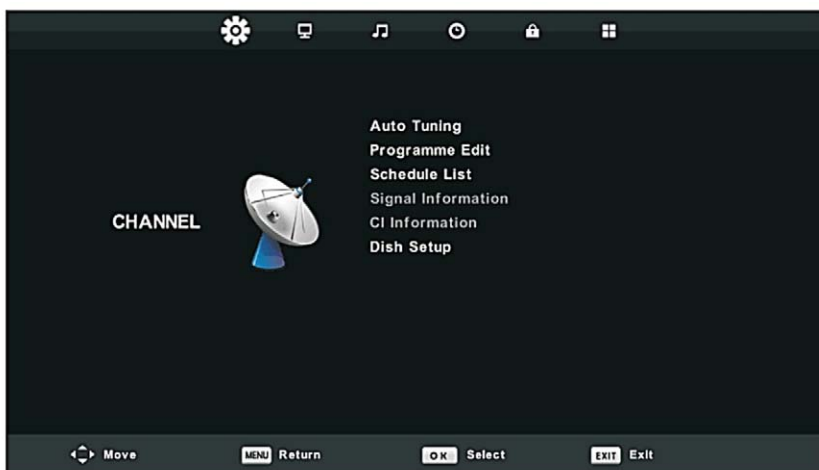 Auto Tuning
Programme Edit
Schedule List
Signal Information
CI Information
Dish Setup
CHANNEL
Move
MENU Return
OK Select
EXIT Exit